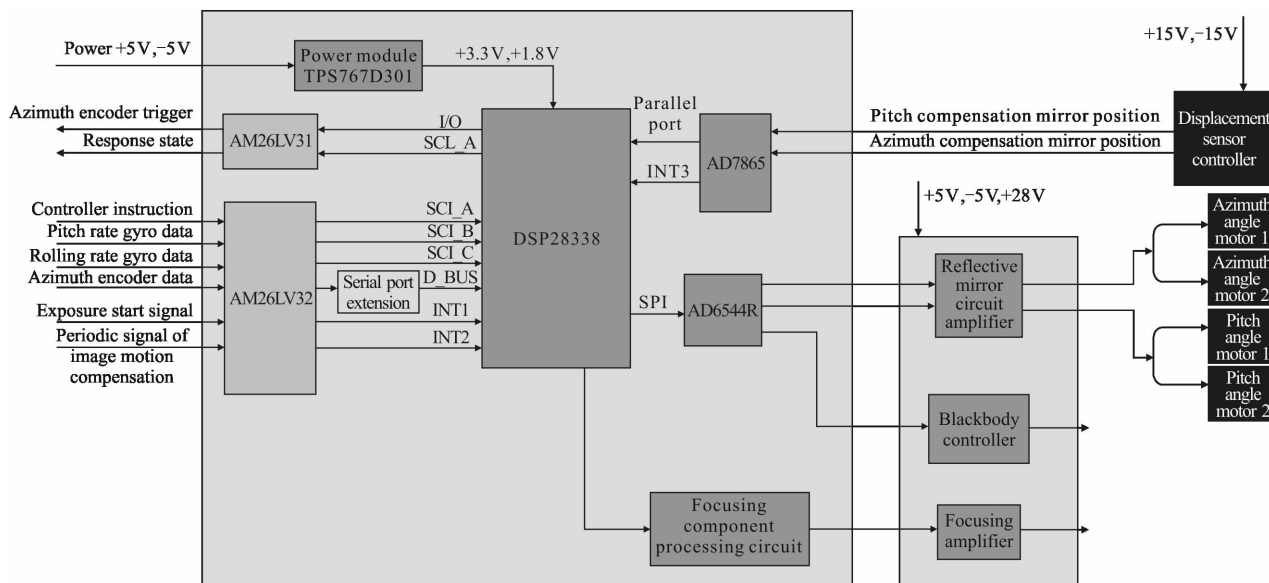 Power +5V,−5V
Power module
TPS767D301
+3.3V,+1.8V
+15V,−15V
Azimuth encoder trigger
Response state
AM26LV31
I/O
SCL_A
Parallel
port
INT3
AD7865
Pitch compensation mirror position
Azimuth compensation mirror position
Displacement
sensor
controller
Controller instruction
Pitch rate gyro data
Rolling rate gyro data
Azimuth encoder data
Exposure start signal
Periodic signal of
image motion
compensation
AM26LV32
SCI_A
SCI_B
SCI_C
D_BUS
Serial port
extension
INT1
INT2
DSP28338
SPI
AD6544R
+5V,−5V,+28V
Reflective
mirror
circuit
amplifier
Azimuth
angle
motor 1
Azimuth
angle
motor 2
Pitch
angle
motor 1
Pitch
angle
motor 2
Blackbody
controller
Focusing
component
processing circuit
Focusing
amplifier